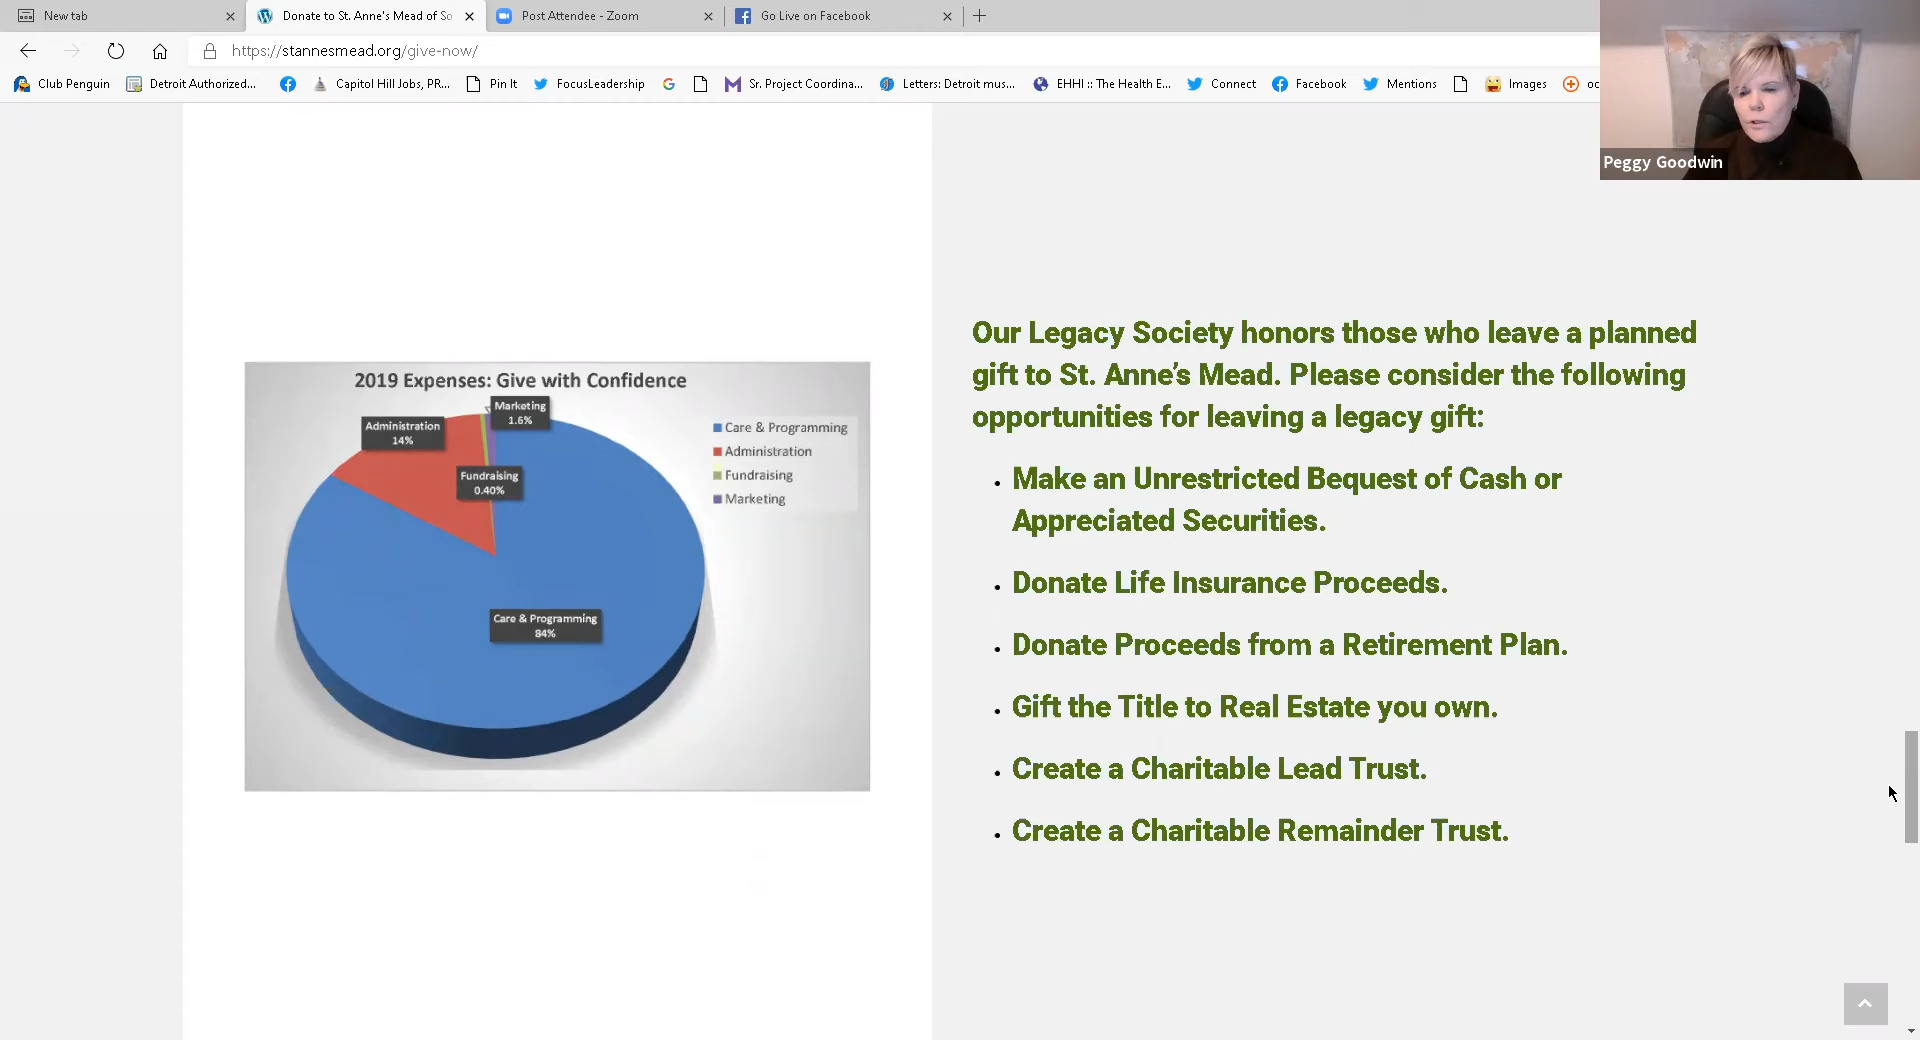 New tab
Donate to St. Anne's Mead of So
Post Attendee - Zoom
Go Live on Facebook
https://stannesmead.org/give-now/
Club Penguin
Detroit Authorized...
Capitol Hill Jobs, PR...
Pin It
FocusLeadership
Sr. Project Coordina...
Letters: Detroit mus...
EHHI :: The Health E...
Connect
Facebook
Mentions
Images
oc
Peggy Goodwin
2019 Expenses: Give with Confidence
Marketing
1.6%
Administration
14%
Fundraising
0.40%
Care & Programming
84%
Care & Programming
Administration
Fundraising
Marketing
Our Legacy Society honors those who leave a planned
gift to St. Anne's Mead. Please consider the following
opportunities for leaving a legacy gift:
• Make an Unrestricted Bequest of Cash or
Appreciated Securities.
• Donate Life Insurance Proceeds.
• Donate Proceeds from a Retirement Plan.
• Gift the Title to Real Estate you own.
• Create a Charitable Lead Trust.
• Create a Charitable Remainder Trust.